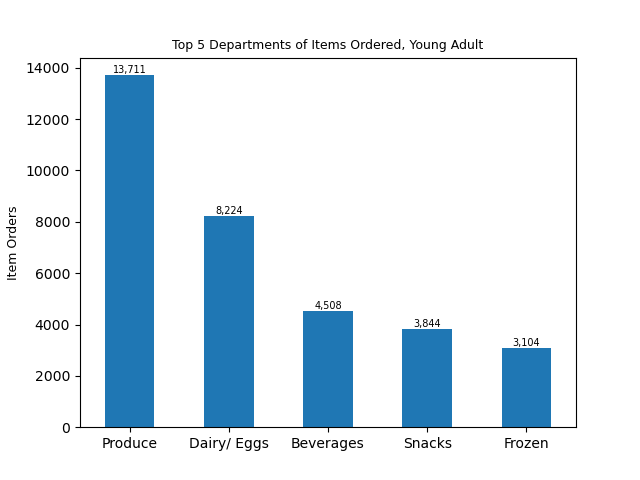 Top 5 Departments of Items Ordered, Young Adult
14000
12000
10000
8000
6000
4000
2000
0
Item Orders
13,711
8,224
4,508
3,844
3,104
Produce
Dairy/ Eggs
Beverages
Snacks
Frozen